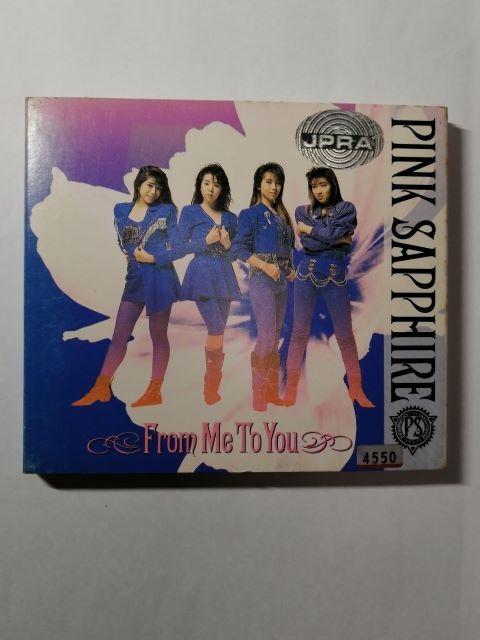 JPRA
PINK SAPPHIRE
From Me To You
PS
4550